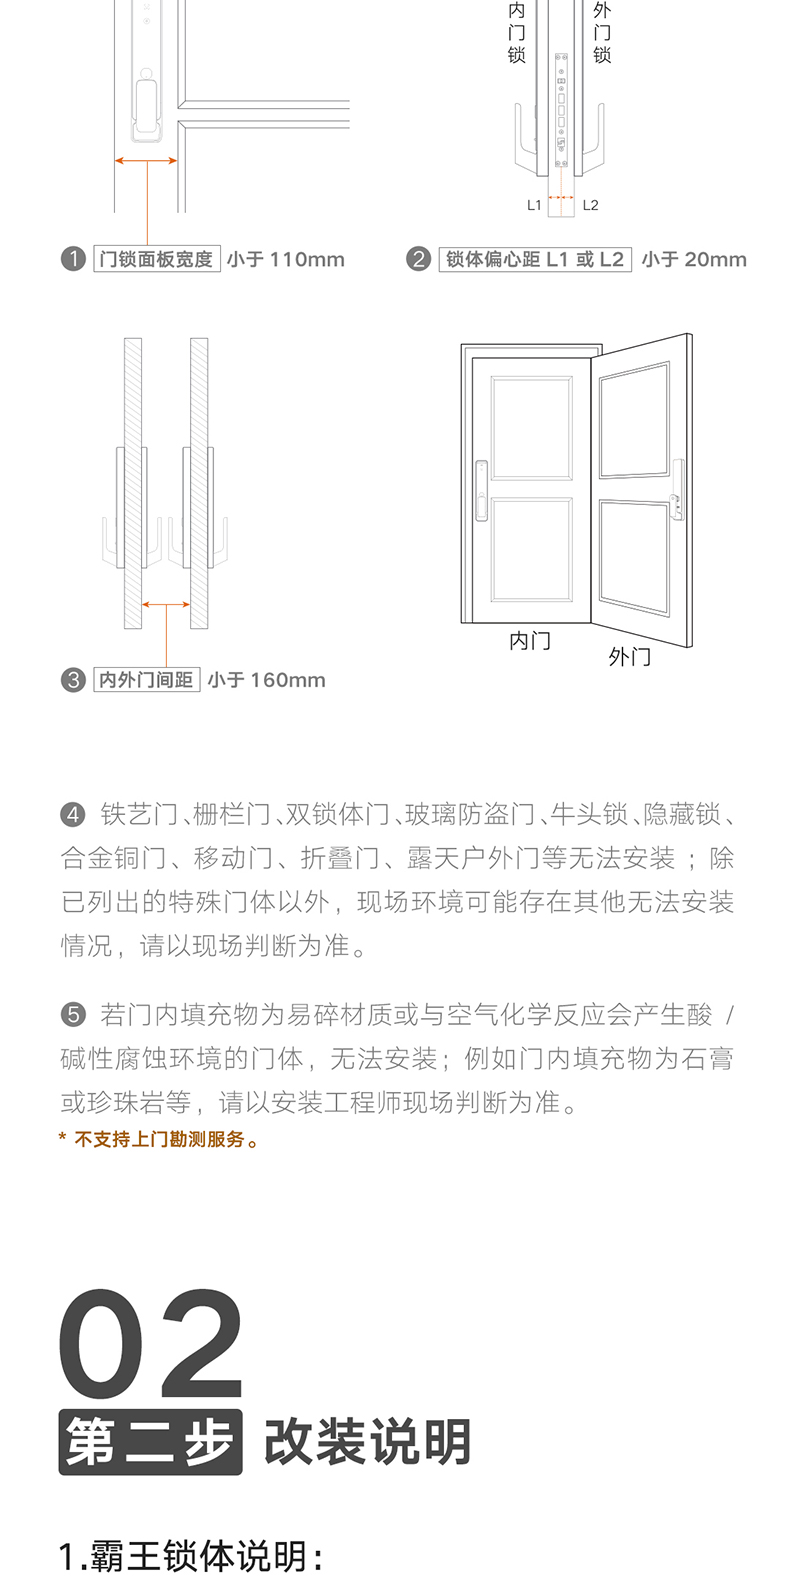 内门锁
外门锁
L1
L2
1 门锁面板宽度 小于 110mm
2 锁体偏心距 L1 或 L2 小于 20mm
内门
外门
3 内外门间距 小于 160mm
4 铁艺门、栅栏门、双锁体门、玻璃防盗门、牛头锁、隐藏锁、
合金铜门、移动门、折叠门、露天户外门等无法安装；除
已列出的特殊门体以外，现场环境可能存在其他无法安装
情况，请以现场判断为准。
5 若门内填充物为易碎材质或与空气化学反应会产生酸 /
碱性腐蚀环境的门体，无法安装；例如门内填充物为石膏
或珍珠岩等，请以安装工程师现场判断为准。
* 不支持上门勘测服务。
02
第二步 改装说明
1.霸王锁体说明：